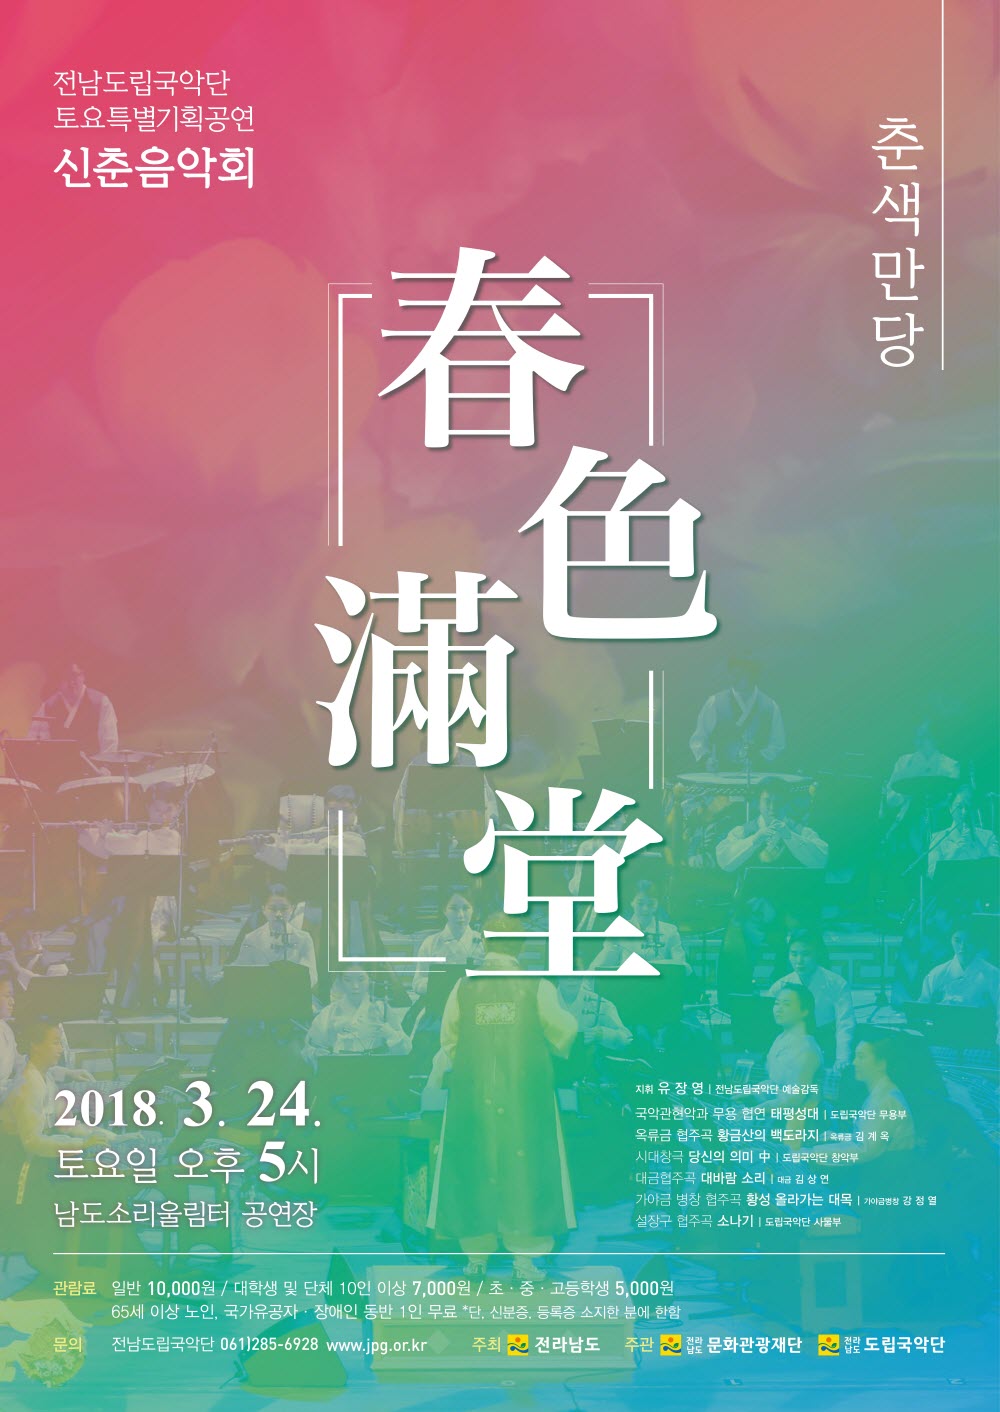 전남도립국악단
토요특별기획공연
신춘음악회
춘색만당
春色滿堂
2018. 3. 24.
토요일 오후 5시
남도소리울림터 공연장
지휘 유 장 영 | 전남도립국악단 예술감독
국악관현악과 무용 협연 태평성대 | 도립국악단 무용부
옥류금 협주곡 황금산의 백도라지 | 옥류금 김 계 옥
시대창극 당신의 의미 中 | 도립국악단 창악부
대금협주곡 대바람 소리 | 대금 김 상 연
가야금 병창 협주곡 황성 올라가는 대목 | 가야금병창 강 정 열
설장구 협주곡 소나기 | 도립국악단 사물부
관람료 일반 10,000원 / 대학생 및 단체 10인 이상 7,000원 / 초 · 중 · 고등학생 5,000원
65세 이상 노인, 국가유공자 · 장애인 동반 1인 무료 *단, 신분증, 등록증 소지한 분에 한함
문의 전남도립국악단 061)285-6928 www.jpg.or.kr 주최 전라남도 주관 전라남도 문화관광재단 전라남도 도립국악단